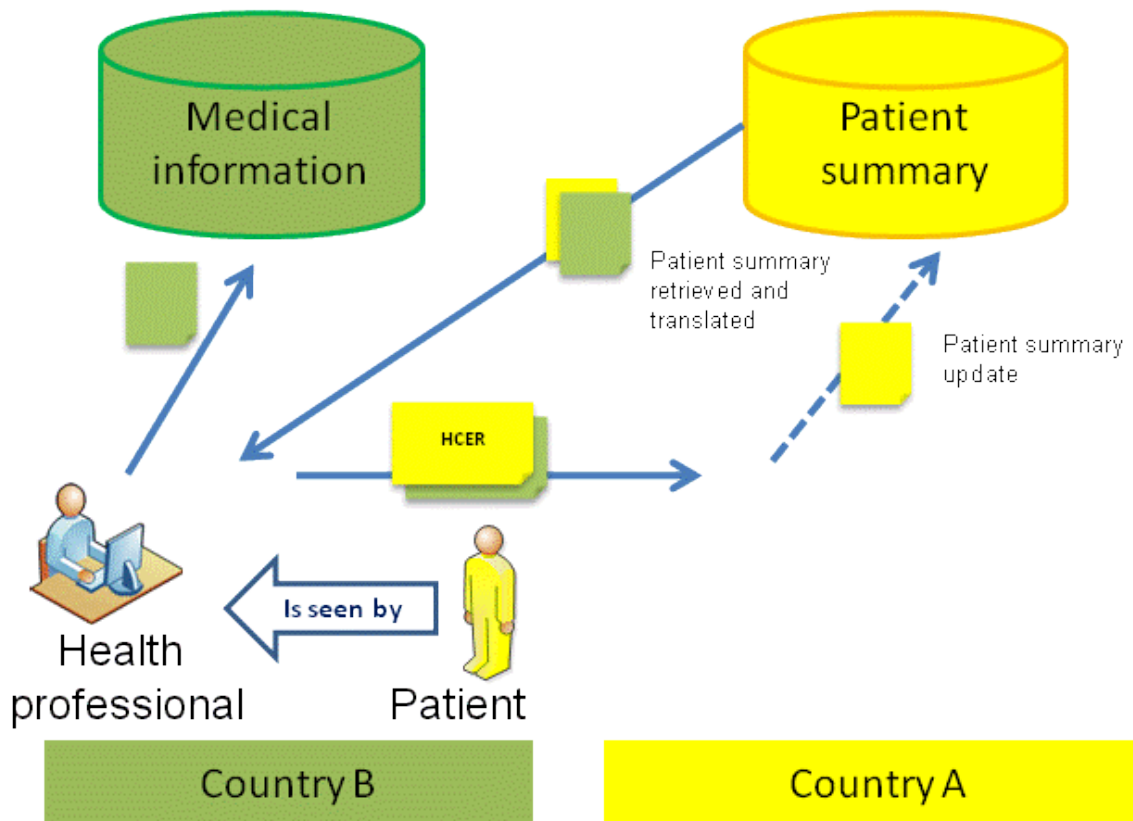 Medical
information
Patient
summary
Patient summary
retrieved and
translated
Patient summary
update
HCER
Is seen by
Health
professional
Patient
Country B
Country A